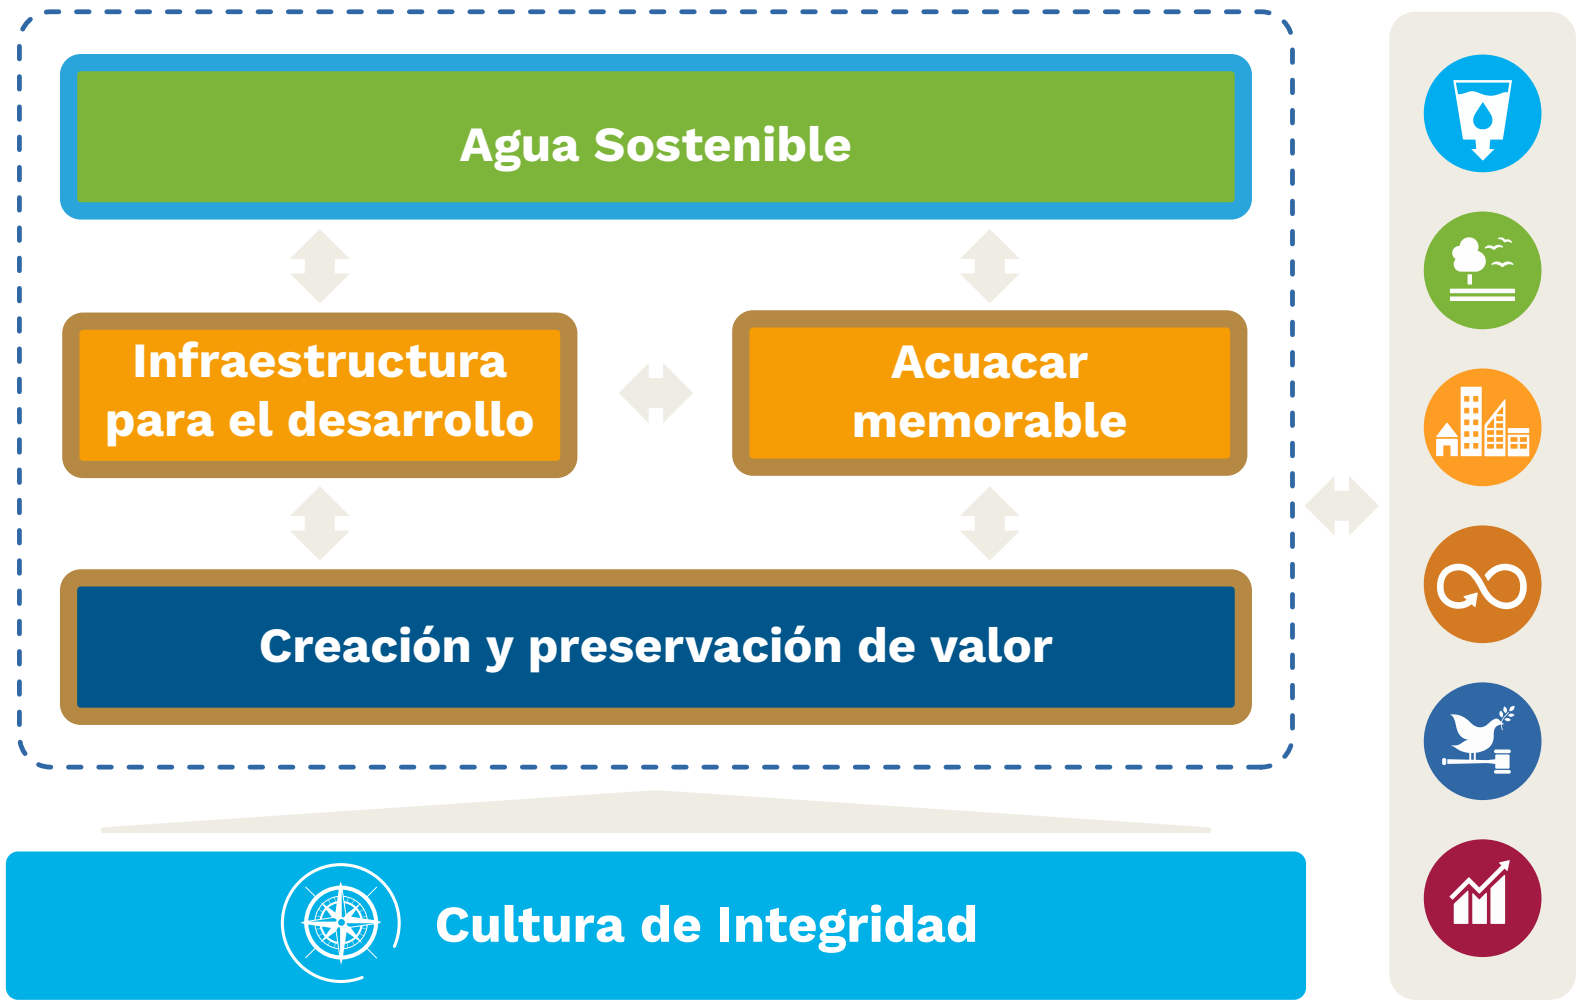 Agua Sostenible
Infraestructura
para el desarrollo
Acuacar
memorable
Creación y preservación de valor
Cultura de Integridad